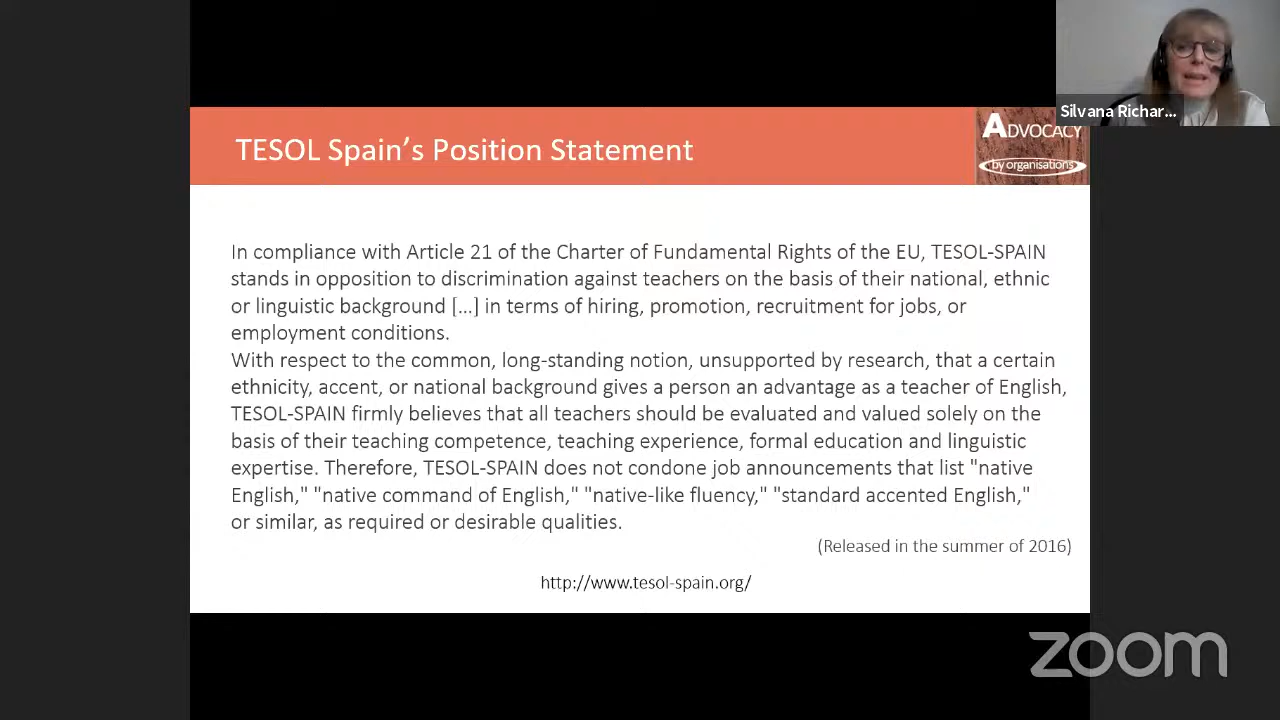 Silvana Richar...
TESOL Spain's Position Statement
ADVOCACY
by organisations
In compliance with Article 21 of the Charter of Fundamental Rights of the EU, TESOL-SPAIN
stands in opposition to discrimination against teachers on the basis of their national, ethnic
or linguistic background [...] in terms of hiring, promotion, recruitment for jobs, or
employment conditions.
With respect to the common, long-standing notion, unsupported by research, that a certain
ethnicity, accent, or national background gives a person an advantage as a teacher of English,
TESOL-SPAIN firmly believes that all teachers should be evaluated and valued solely on the
basis of their teaching competence, teaching experience, formal education and linguistic
expertise. Therefore, TESOL-SPAIN does not condone job announcements that list "native
English," "native command of English," "native-like fluency," "standard accented English,"
or similar, as required or desirable qualities.
(Released in the summer of 2016)
http://www.tesol-spain.org/
zoom